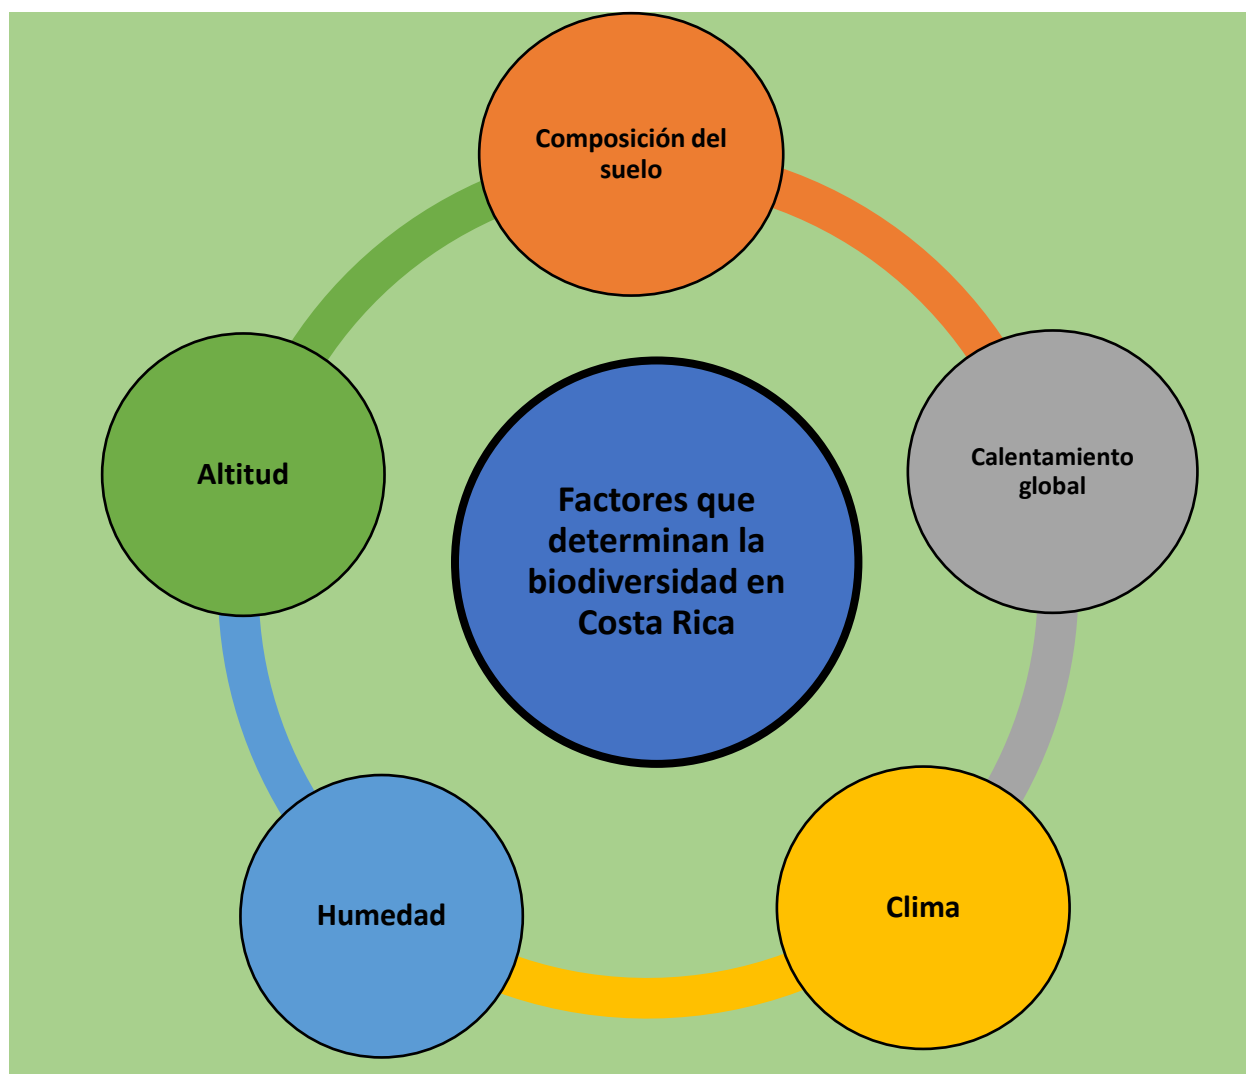 Composición del
suelo
Calentamiento
global
Altitud
Factores que
determinan la
biodiversidad en
Costa Rica
Humedad
Clima